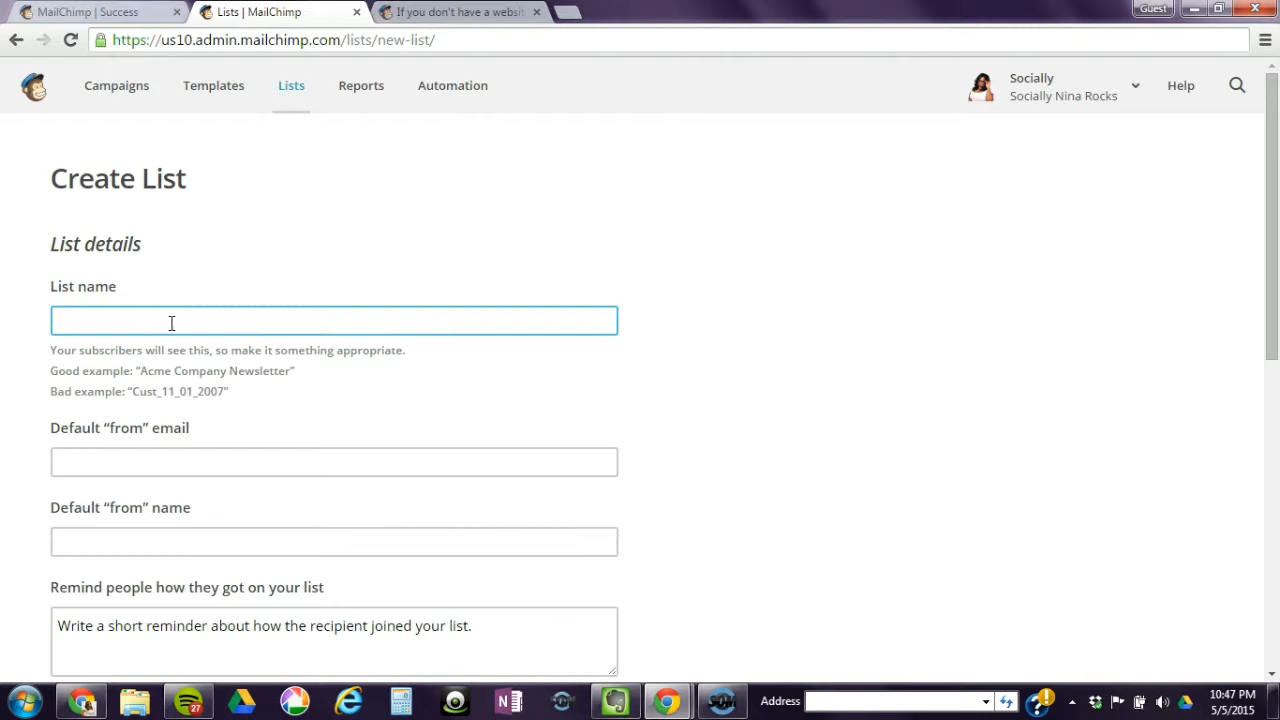 MailChimp | Success
Lists | MailChimp
If you don't have a websit
Guest
https://us10.admin.mailchimp.com/lists/new-list/
Campaigns
Templates
Lists
Reports
Automation
Socially
Socially Nina Rocks
Help
Create List
List details
List name
Your subscribers will see this, so make it something appropriate.
Good example: “Acme Company Newsletter”
Bad example: “Cust_11_01_2007”
Default “from” email
Default “from” name
Remind people how they got on your list
Write a short reminder about how the recipient joined your list.
27
Address
10:47 PM
5/5/2015